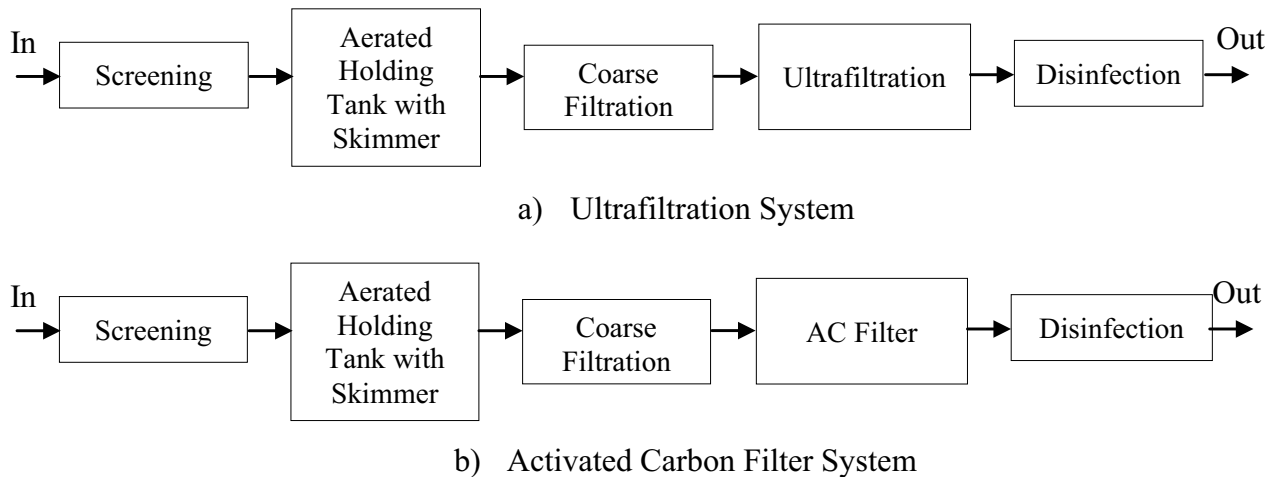 In
Screening
Aerated
Holding
Tank with
Skimmer
Coarse
Filtration
Ultrafiltration
Disinfection
Out
a) Ultrafiltration System
In
Screening
Aerated
Holding
Tank with
Skimmer
Coarse
Filtration
AC Filter
Disinfection
Out
b) Activated Carbon Filter System